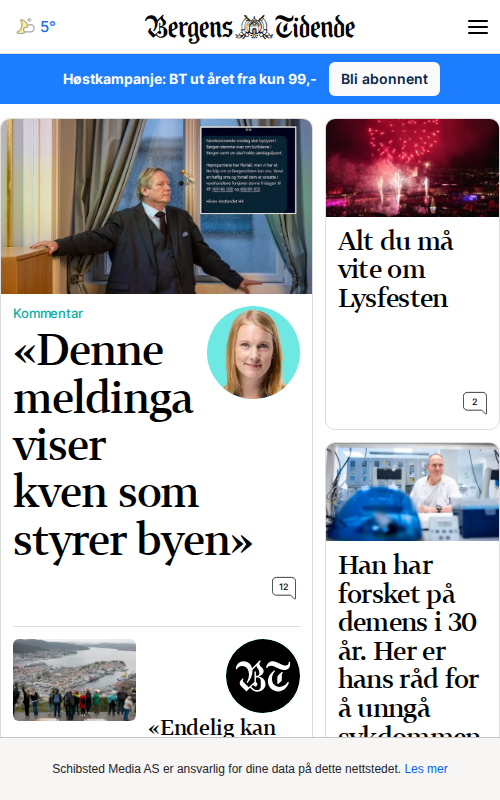 5°
Bergens Tidende
Høstkampanje: BT ut året fra kun 99,-
Bli abonnent
Kommentar
«Denne
meldinga
viser
kven som
styrer byen»
12
BT
«Endelig kan
Alt du må
vite om
Lysfesten
2
Han har
forsket på
demens i 30
år. Her er
hans råd for
å unngå
sykdommen
Schibsted Media AS er ansvarlig for dine data på dette nettstedet. Les mer